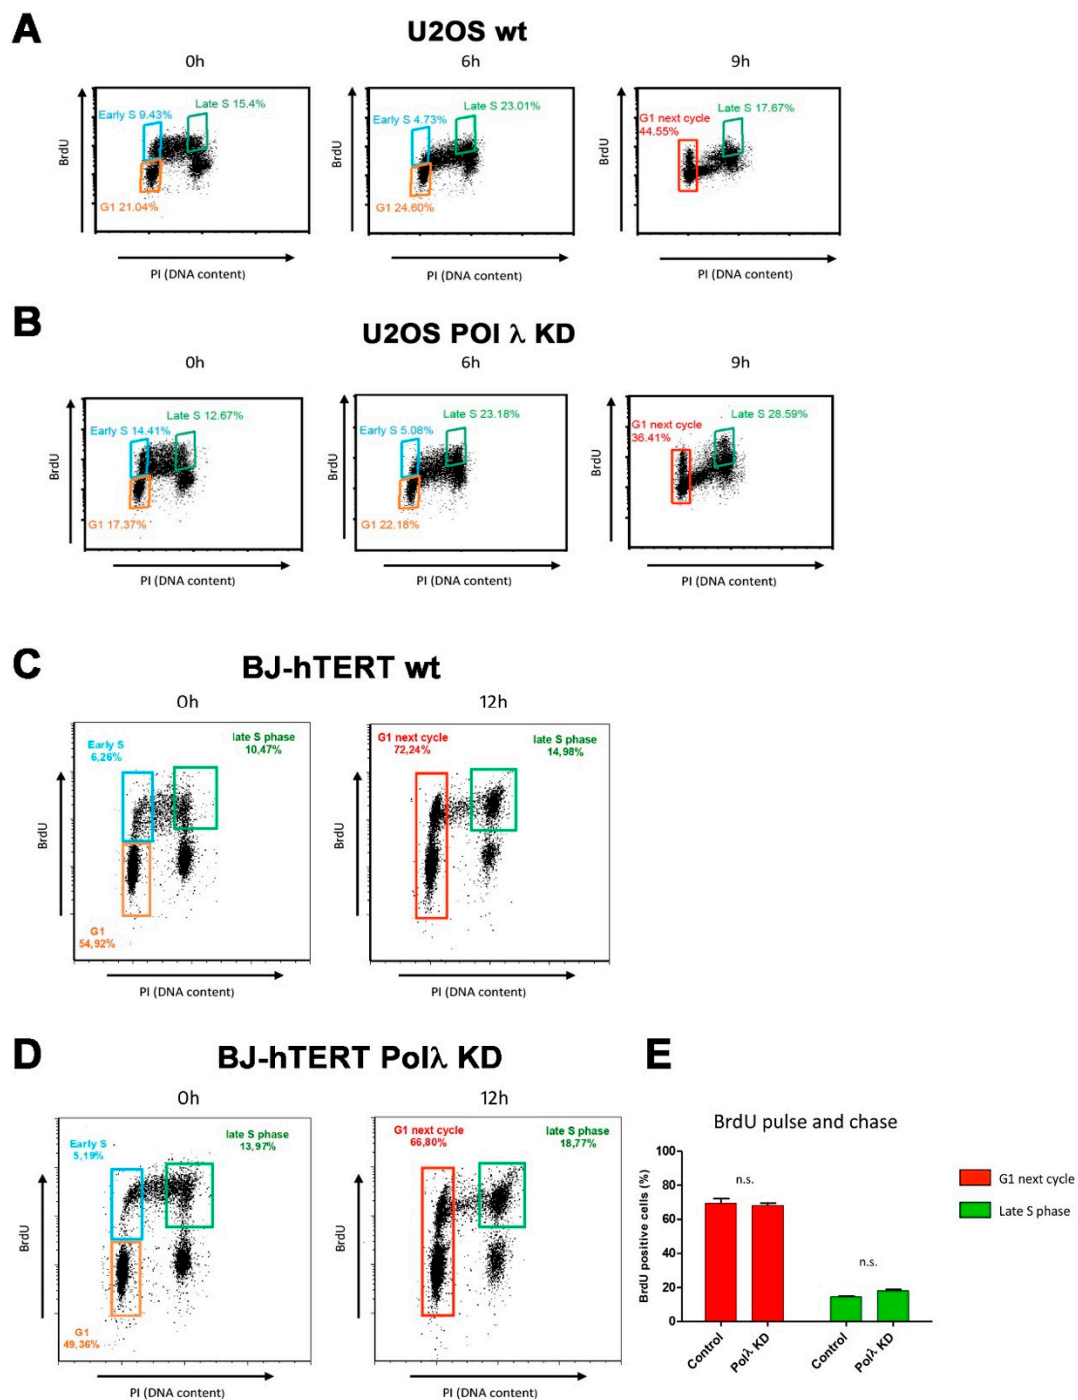 A
U2OS wt
0h
6h
9h
Early S 9.43%
Late S 15.4%
G1 21.04%
BrdU
PI (DNA content)
Early S 4.73%
Late S 23.01%
G1 24.60%
BrdU
PI (DNA content)
G1 next cycle
44.55%
Late S 17.67%
BrdU
PI (DNA content)
B
U2OS POl λ KD
0h
6h
9h
Late S 12.67%
Early S 14.41%
G1 17.37%
BrdU
PI (DNA content)
Late S 23.18%
Early S 5.08%
G1 22.18%
BrdU
PI (DNA content)
G1 next cycle
36.41%
Late S 28.59%
BrdU
PI (DNA content)
C
BJ-hTERT wt
0h
12h
Early S
6,26%
late S phase
10,47%
G1
54,92%
BrdU
PI (DNA content)
G1 next cycle
72,24%
late S phase
14,98%
BrdU
PI (DNA content)
D
BJ-hTERT Polλ KD
0h
12h
Early S
5,19%
late S phase
13,97%
G1
49,36%
BrdU
PI (DNA content)
G1 next cycle
66,80%
late S phase
18,77%
BrdU
PI (DNA content)
E
BrdU pulse and chase
BrdU positive cells (%)
100
80
60
40
20
0
n.s.
n.s.
Control
Polλ KD
Control
Polλ KD
G1 next cycle
Late S phase